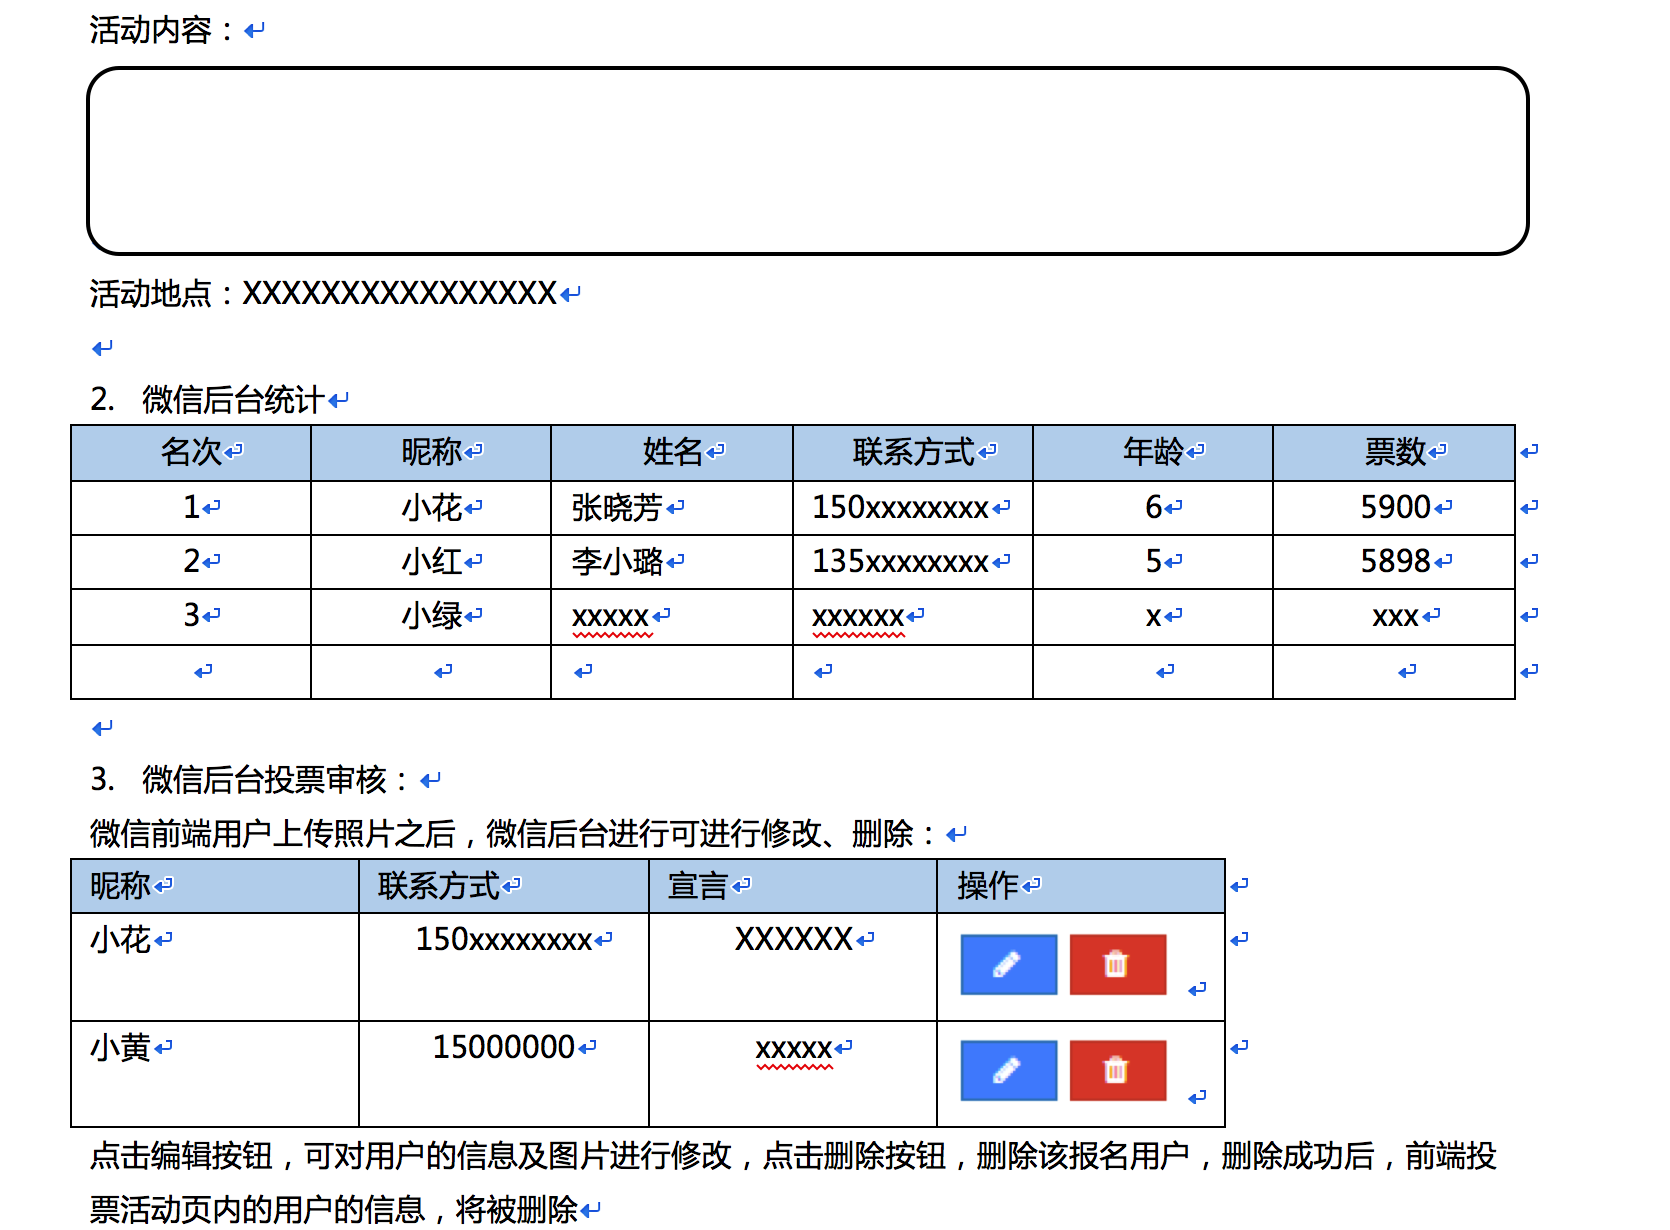 活动内容：
活动地点：XXXXXXXXXXXXXXXX
2. 微信后台统计
名次 昵称 姓名 联系方式 年龄 票数
1 小花 张晓芳 150xxxxxxxx 6 5900
2 小红 李小璐 135xxxxxxxx 5 5898
3 小绿 xxxxx xxxxxx x xxx
3. 微信后台投票审核：
微信前端用户上传照片之后，微信后台进行可进行修改、删除：
昵称 联系方式 宣言 操作
小花 150xxxxxxxx XXXXXX
小黄 15000000 xxxxx
点击编辑按钮，可对用户的信息及图片进行修改，点击删除按钮，删除该报名用户，删除成功后，前端投
票活动页内的用户的信息，将被删除